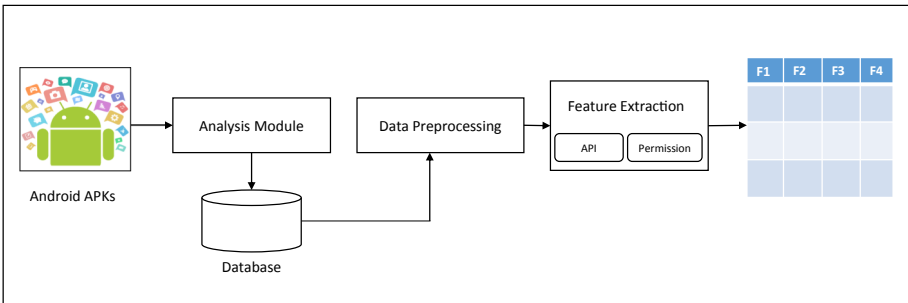 Android APKs
Analysis Module
Database
Data Preprocessing
Feature Extraction
API
Permission
F1 F2 F3 F4